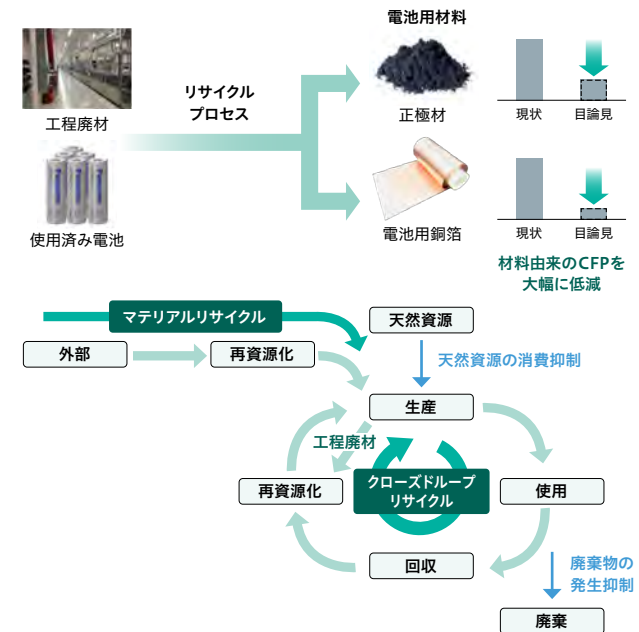 電池用材料
リサイクル
プロセス
工程廃材
使用済み電池
正極材
現状
目論見
電池用銅箔
現状
目論見
材料由来のCFPを
大幅に低減
マテリアルリサイクル
天然資源
外部
再資源化
天然資源の消費抑制
生産
工程廃材
再資源化
クローズドループ
リサイクル
使用
回収
廃棄物の
発生抑制
廃棄